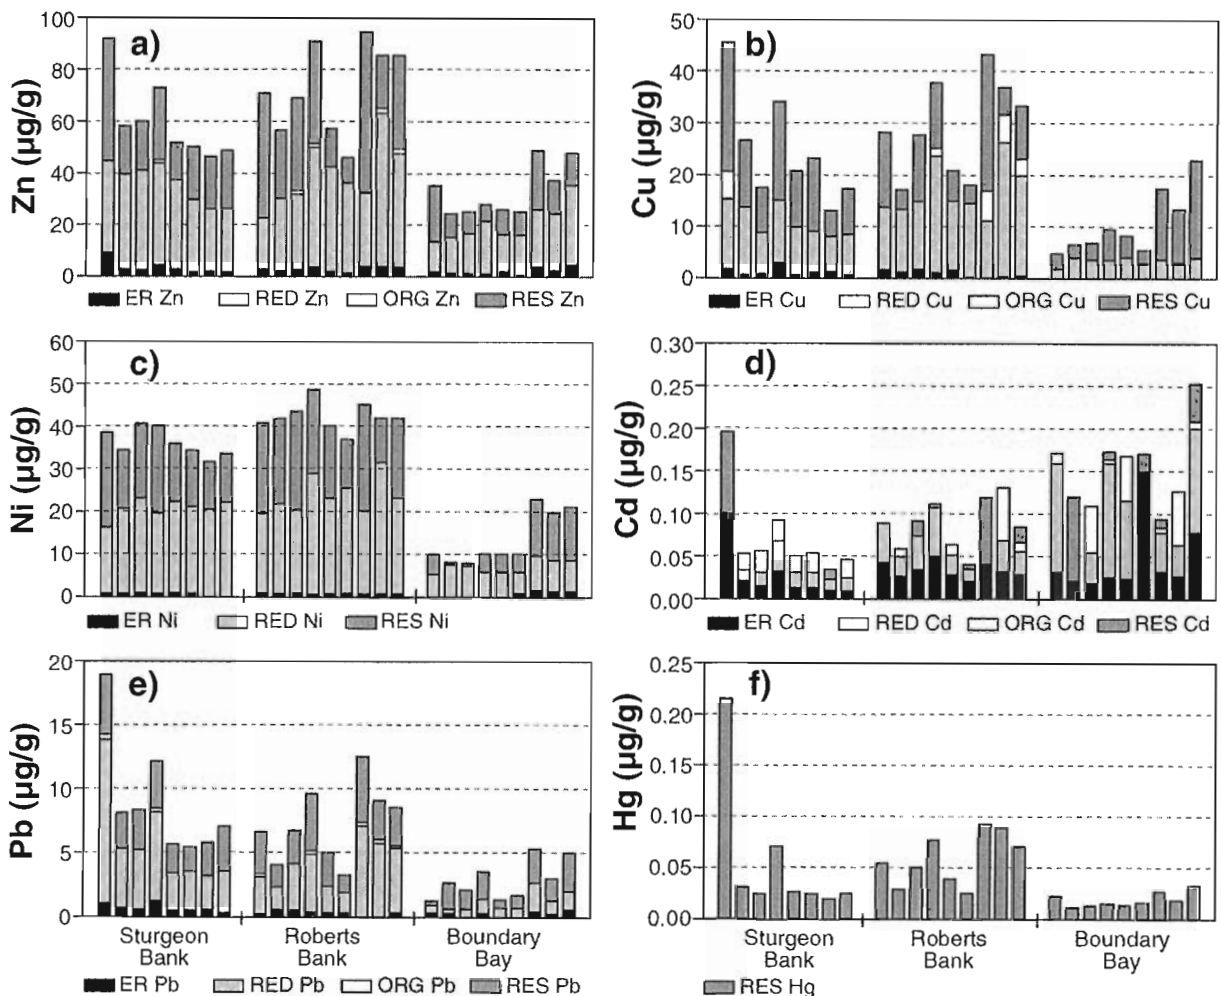 a)
Zn (µg/g)
100
80
60
40
20
0
ER Zn RED Zn ORG Zn RES Zn
b)
Cu (µg/g)
50
40
30
20
10
0
ER Cu RED Cu ORG Cu RES Cu
c)
Ni (µg/g)
60
50
40
30
20
10
0
ER Ni RED Ni RES Ni
d)
Cd (µg/g)
0.30
0.25
0.20
0.15
0.10
0.05
0.00
ER Cd RED Cd ORG Cd RES Cd
e)
Pb (µg/g)
20
15
10
5
0
Sturgeon Bank
Roberts Bank
Boundary Bay
ER Pb RED Pb ORG Pb RES Pb
f)
Hg (µg/g)
0.25
0.20
0.15
0.10
0.05
0.00
Sturgeon Bank
Roberts Bank
Boundary Bay
RES Hg